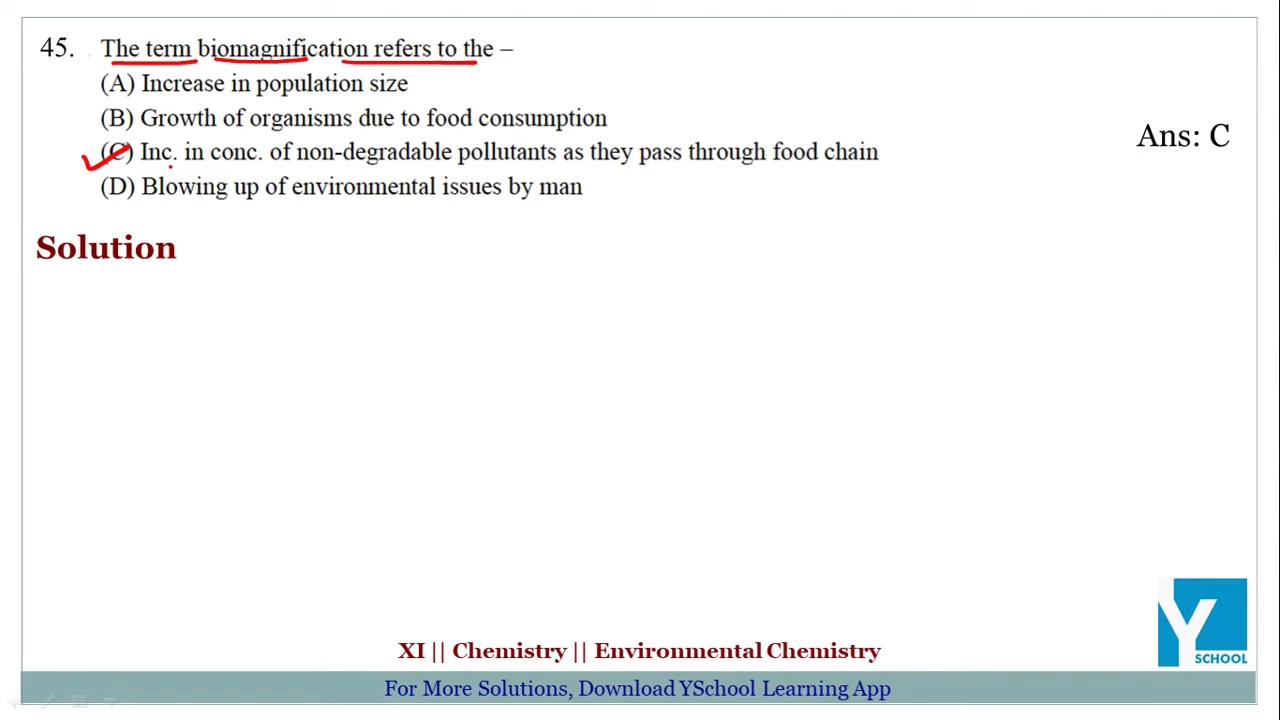 45. The term biomagnification refers to the –
(A) Increase in population size
(B) Growth of organisms due to food consumption
(C) Inc. in conc. of non-degradable pollutants as they pass through food chain
(D) Blowing up of environmental issues by man
Ans: C
Solution
Y SCHOOL
XI || Chemistry || Environmental Chemistry
For More Solutions, Download YSchool Learning App